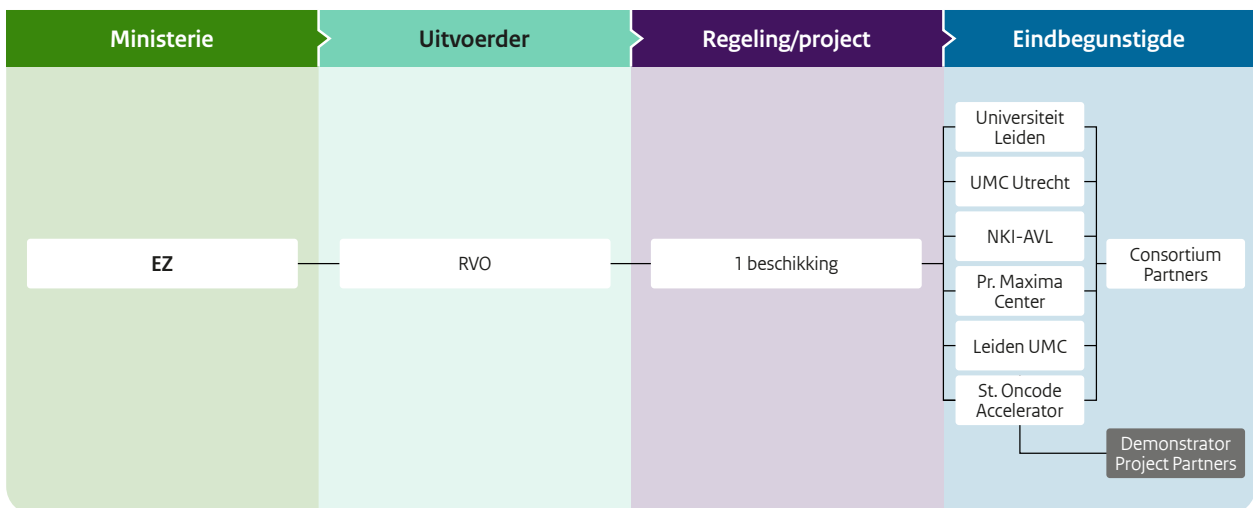 Ministerie
Uitvoerder
Regeling/project
Eindbegunstigde
EZ
RVO
1 beschikking
Universiteit
Leiden
UMC Utrecht
NKI-AVL
Pr. Maxima
Center
Leiden UMC
St. Oncode
Accelerator
Consortium
Partners
Demonstrator
Project Partners